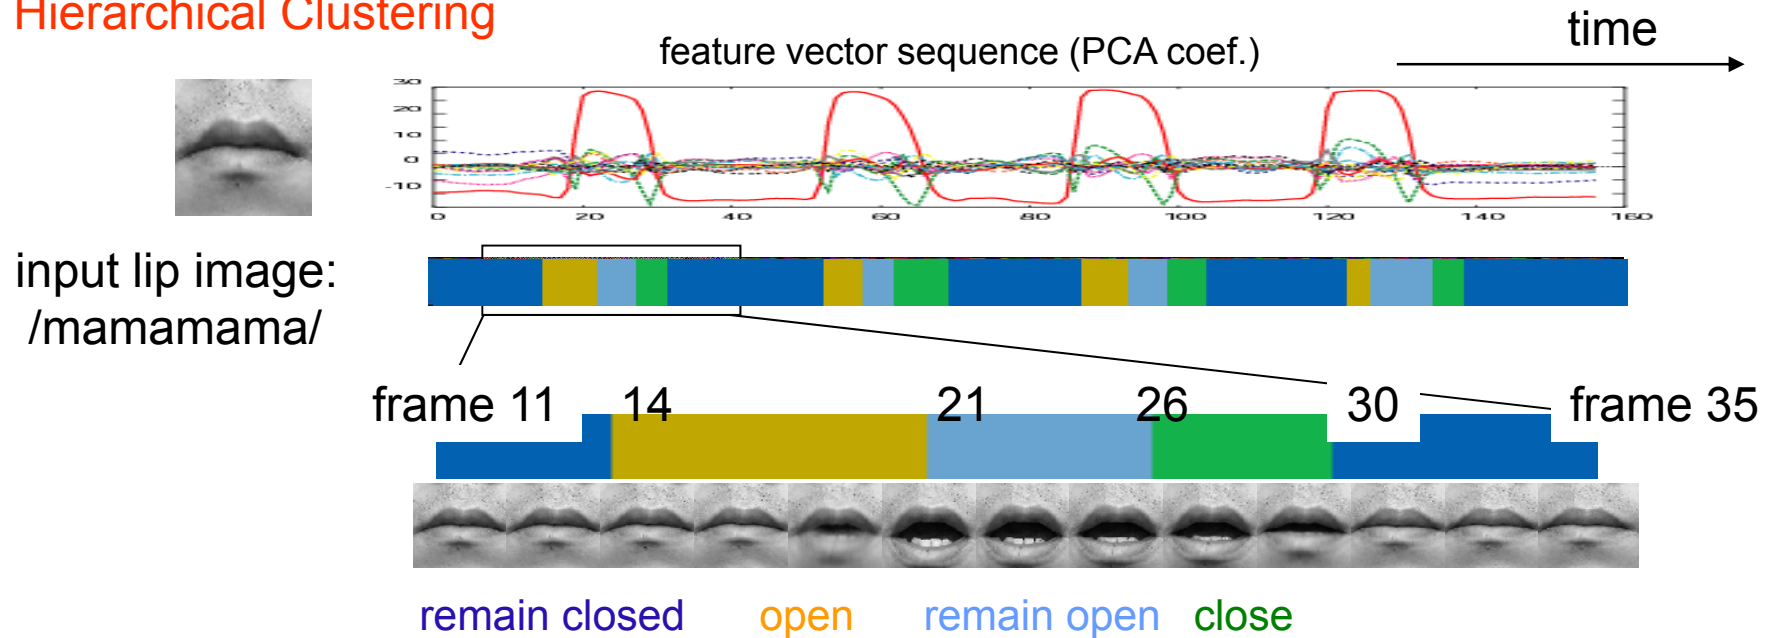 Hierarchical Clustering
time
feature vector sequence (PCA coef.)
30
20
10
0
-10
0 20 40 60 80 100 120 140 160
input lip image:
/mamamama/
frame 11 14 21 26 30 frame 35
remain closed open remain open close